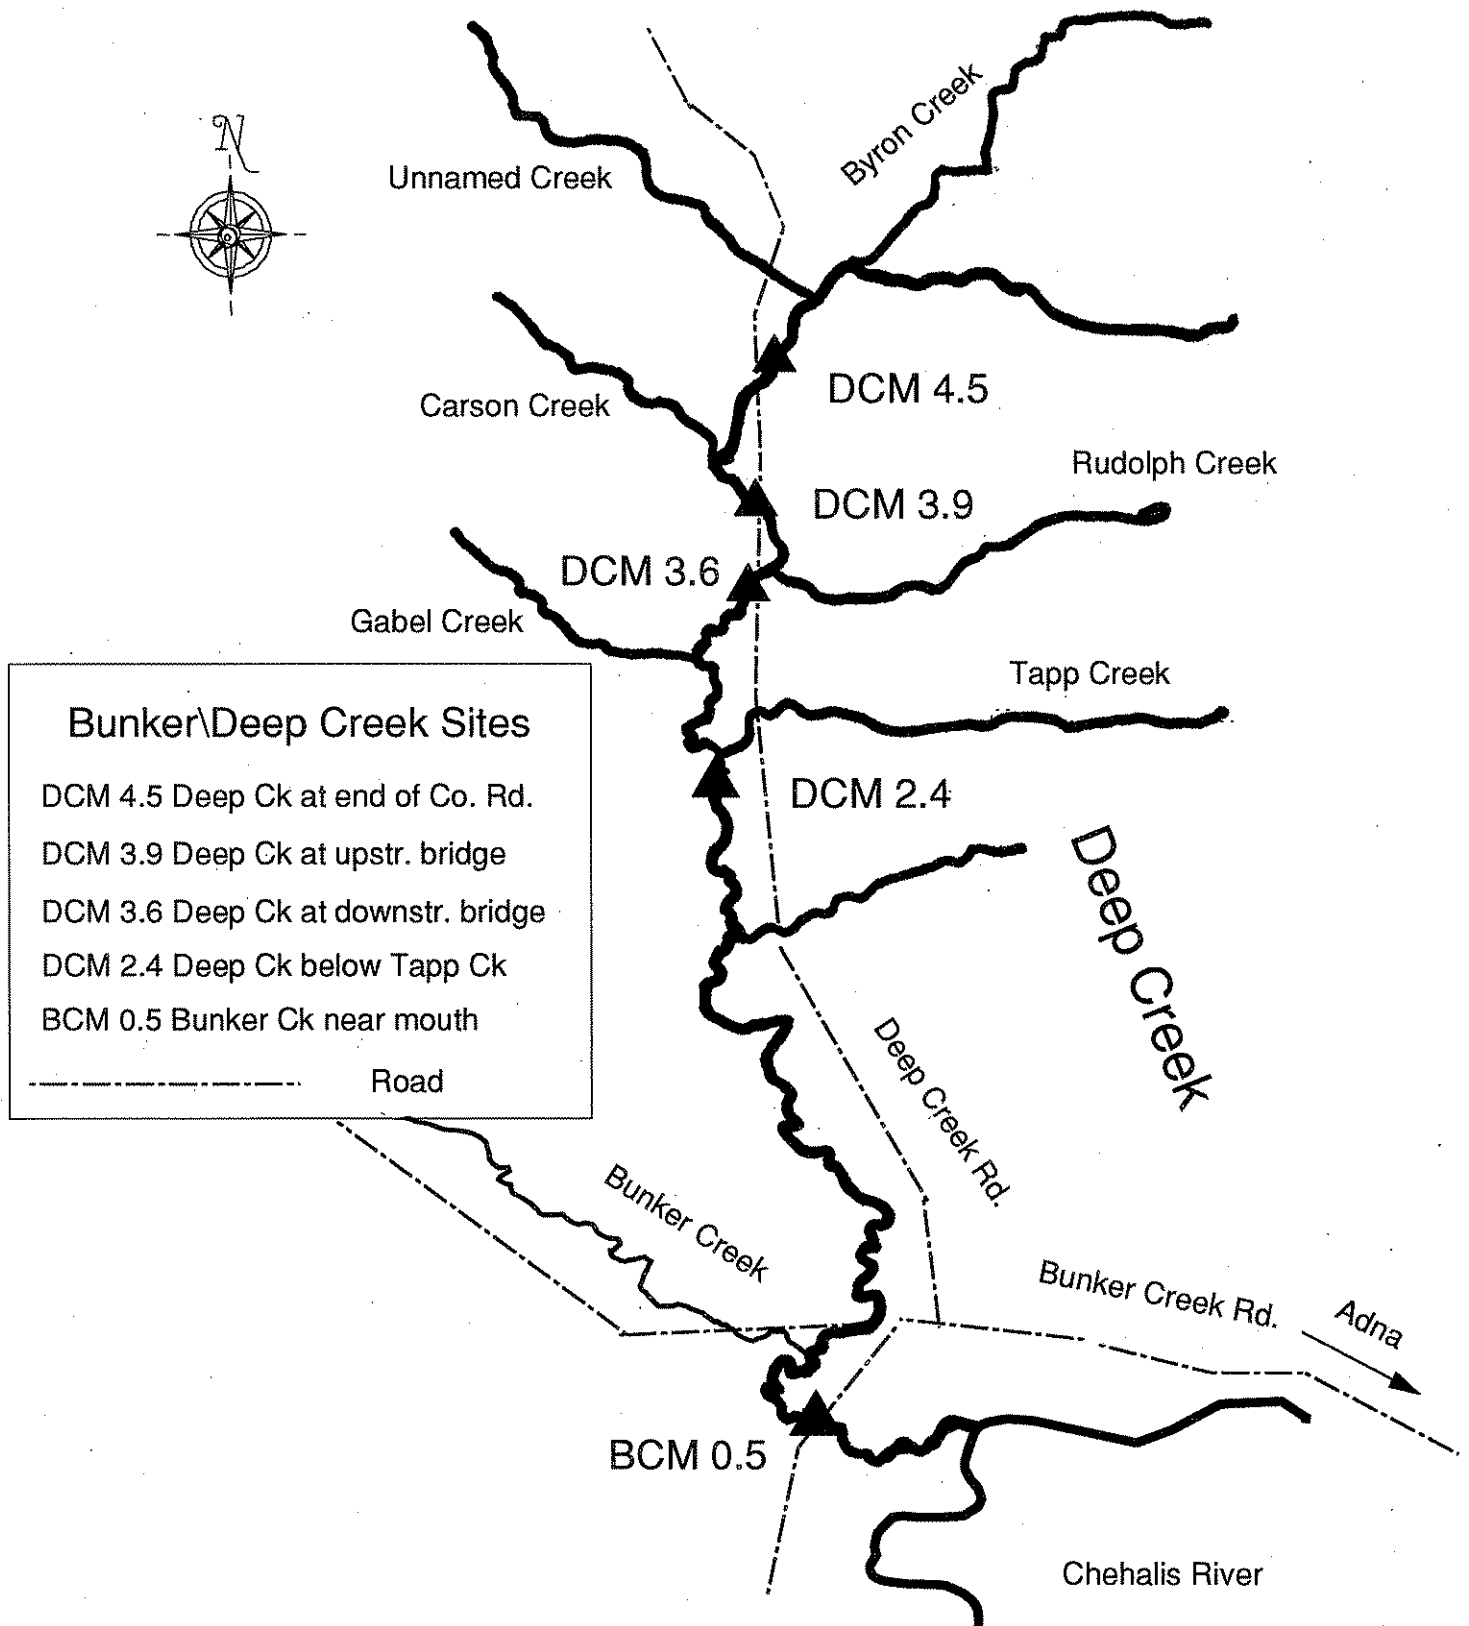 N
Byron Creek
Unnamed Creek
DCM 4.5
Carson Creek
Rudolph Creek
DCM 3.9
DCM 3.6
Gabel Creek
Tapp Creek
Bunker\Deep Creek Sites
DCM 4.5 Deep Ck at end of Co. Rd.
DCM 3.9 Deep Ck at upstr. bridge
DCM 3.6 Deep Ck at downstr. bridge
DCM 2.4 Deep Ck below Tapp Ck
BCM 0.5 Bunker Ck near mouth
Road
DCM 2.4
Deep Creek
Deep Creek Rd.
Bunker Creek
Bunker Creek Rd.
Adna
BCM 0.5
Chehalis River